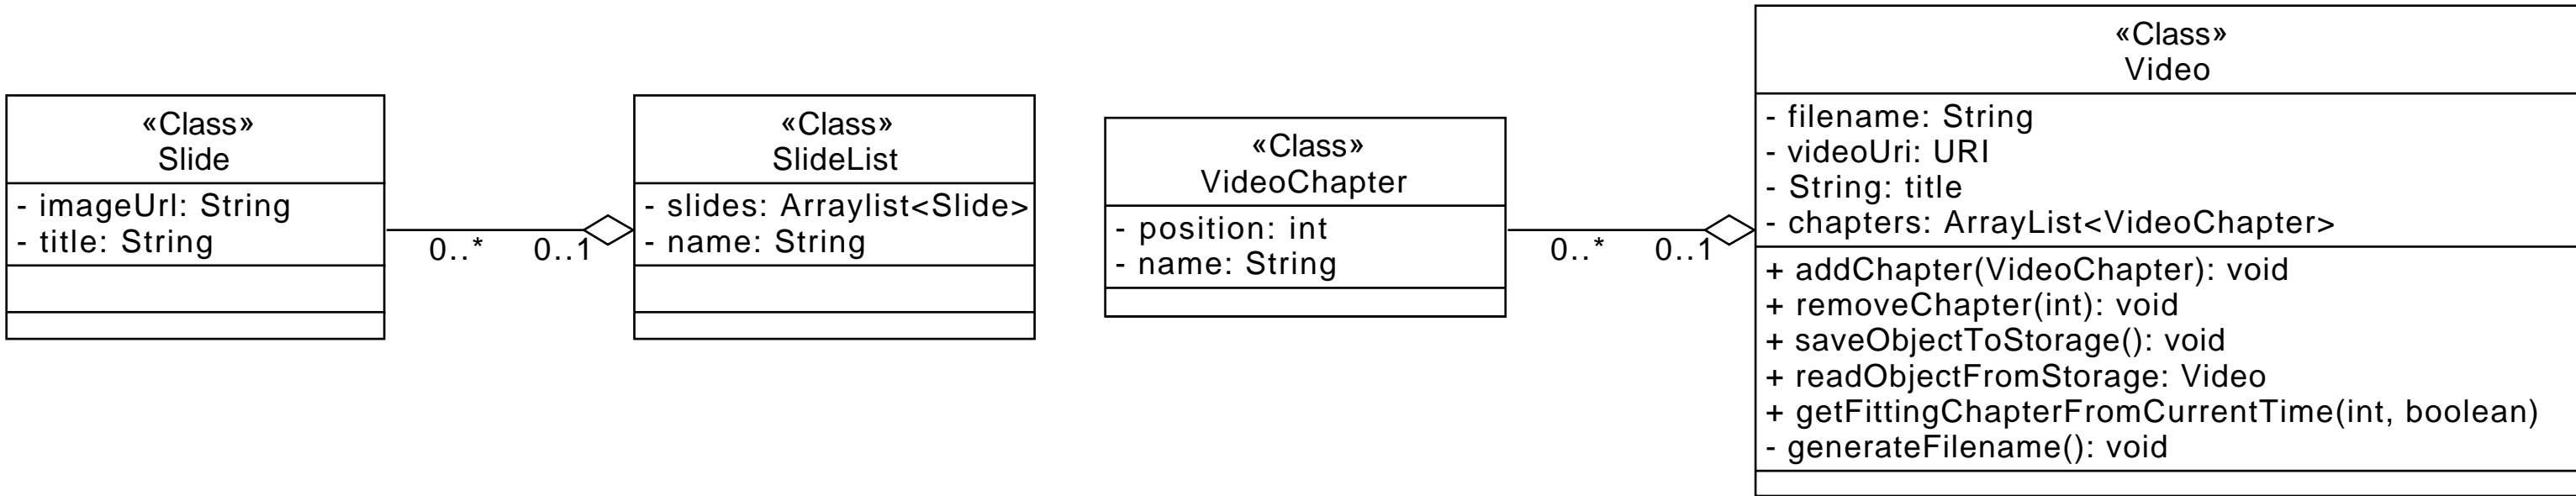 «Class»
Slide
- imageUrl: String
- title: String
0..*
0..1
«Class»
SlideList
- slides: Arraylist<Slide>
- name: String
«Class»
VideoChapter
- position: int
- name: String
0..*
0..1
«Class»
Video
- filename: String
- videoUri: URI
- String: title
- chapters: ArrayList<VideoChapter>
+ addChapter(VideoChapter): void
+ removeChapter(int): void
+ saveObjectToStorage(): void
+ readObjectFromStorage: Video
+ getFittingChapterFromCurrentTime(int, boolean)
- generateFilename(): void